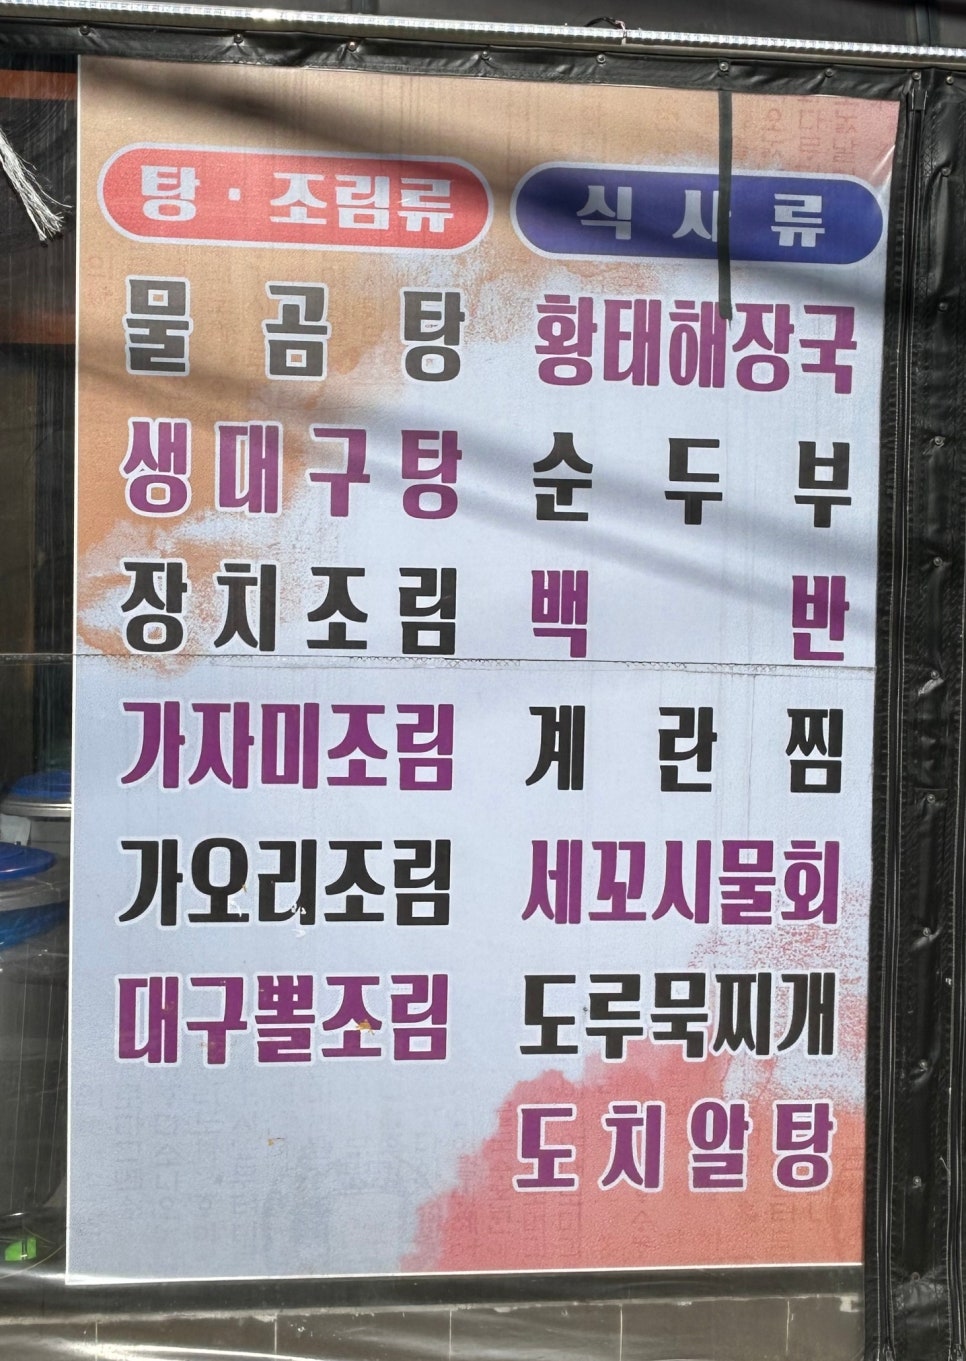 탕·조림류
물곰탕
생대구탕
장치조림
가자미조림
가오리조림
대구뽈조림
식사류
황태해장국
순두부
백반
계란찜
세꼬시물회
도루묵찌개
도치알탕